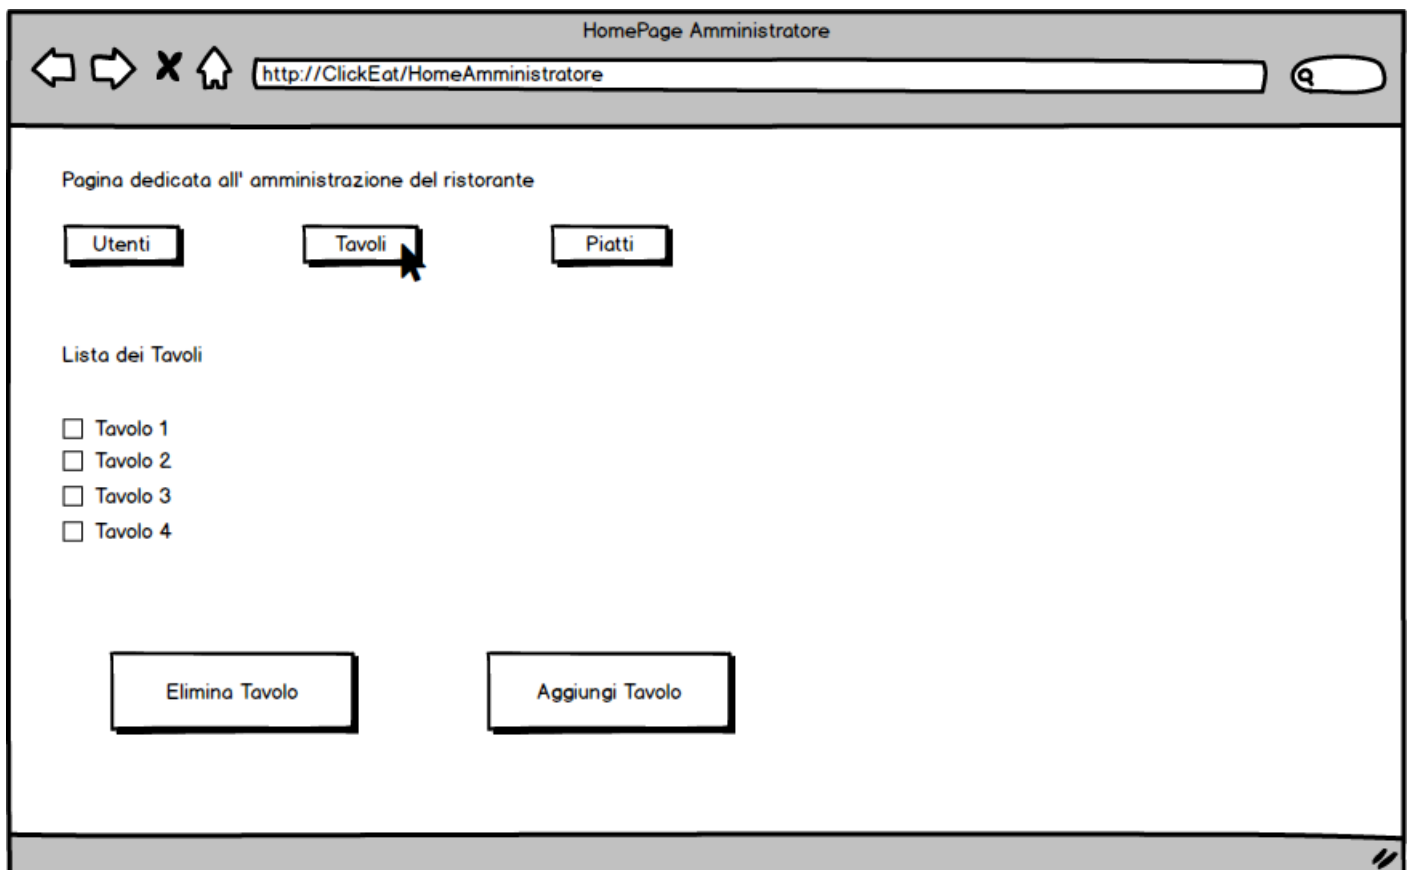 HomePage Amministratore
http://ClickEat/HomeAmministratore
Pagina dedicata all' amministrazione del ristorante
Utenti Tavoli Piatti
Lista dei Tavoli
Tavolo 1
Tavolo 2
Tavolo 3
Tavolo 4
Elimina Tavolo Aggiungi Tavolo